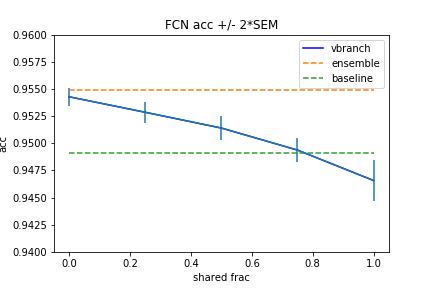 FCN acc +/- 2*SEM
vbranch
ensemble
baseline
acc
0.9600
0.9575
0.9550
0.9525
0.9500
0.9475
0.9450
0.9425
0.9400
0.0 0.2 0.4 0.6 0.8 1.0
shared frac